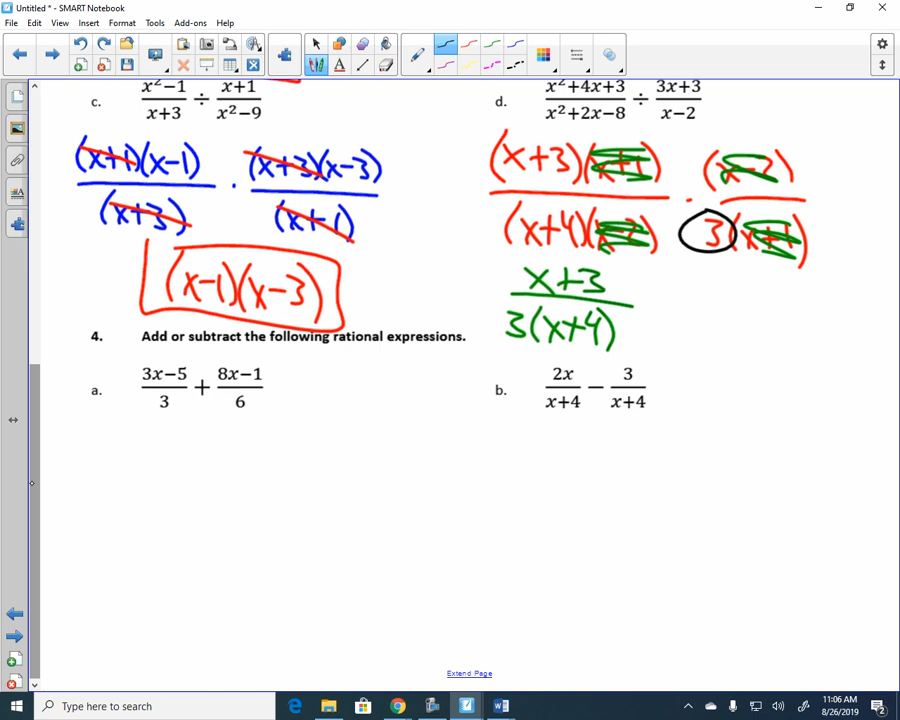 Untitled * - SMART Notebook
File Edit View Insert Format Tools Add-ons Help
c. x²−1/x+3 ÷ x+1/x²−9
d. x²+4x+3/x²+2x−8 ÷ 3x+3/x−2
(x+1)(x-1)/(x+3) · (x+3)(x-3)/(x+1)
(x+3)(x+1)/(x+4)(x-2) · (x-2)/3(x+1)
(x-1)(x-3)
x+3/3(x+4)
4. Add or subtract the following rational expressions.
a. 3x−5/3 + 8x−1/6
b. 2x/x+4 − 3/x+4
Extend Page
Type here to search
11:06 AM
8/26/2019
2